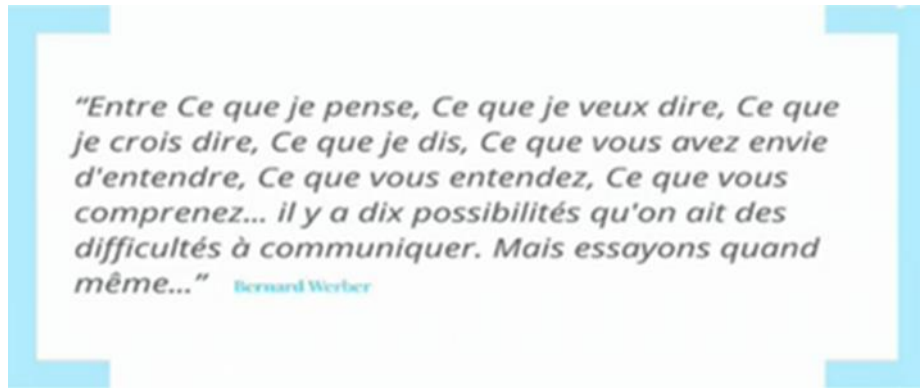 “Entre Ce que je pense, Ce que je veux dire, Ce que
je crois dire, Ce que je dis, Ce que vous avez envie
d'entendre, Ce que vous entendez, Ce que vous
comprenez... il y a dix possibilités qu'on ait des
difficultés à communiquer. Mais essayons quand
même...” Bernard Werber